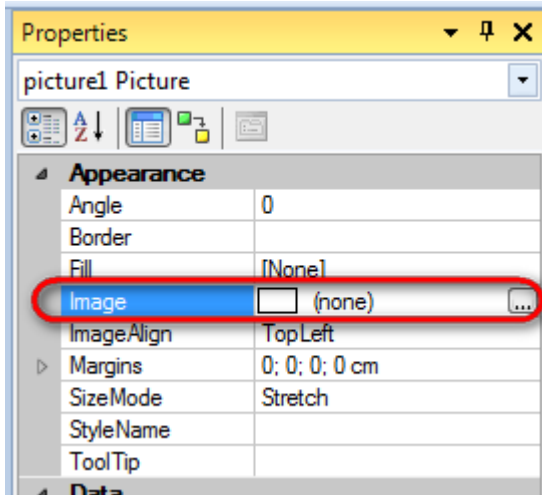 Properties
picture1 Picture
A
Z
Appearance
Angle 0
Border
Fill [None]
Image (none) ...
ImageAlign TopLeft
Margins 0; 0; 0; 0 cm
SizeMode Stretch
StyleName
ToolTip
Data